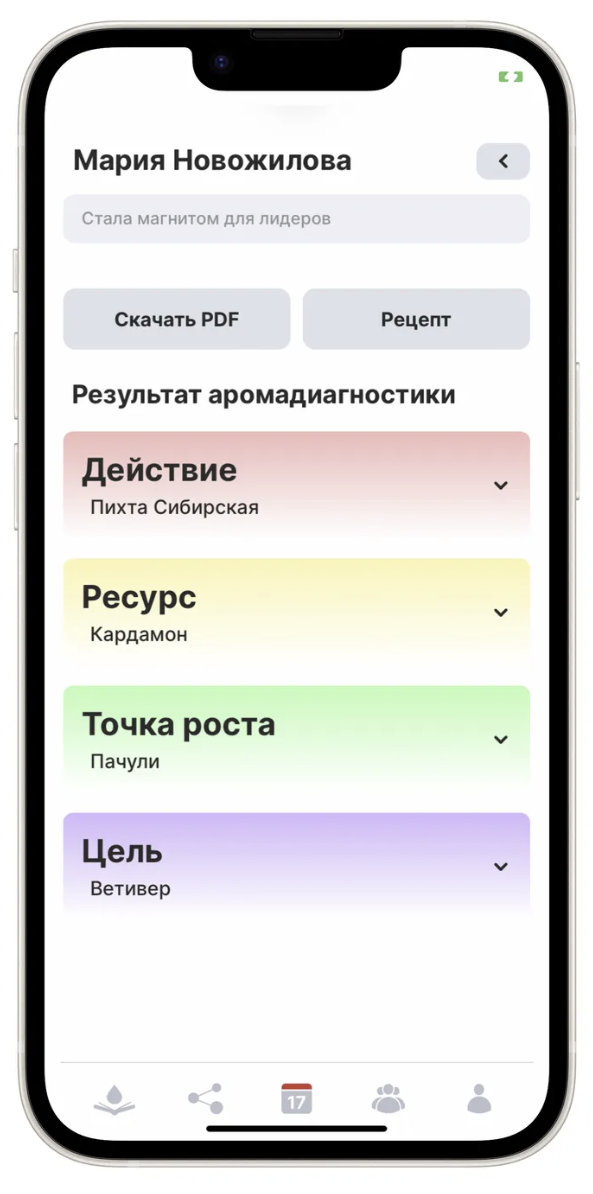 Мария Новожилова
Стала магнитом для лидеров
Скачать PDF
Рецепт
Результат аромадиагностики
Действие
Пихта Сибирская
Ресурс
Кардамон
Точка роста
Пачули
Цель
Ветивер
17